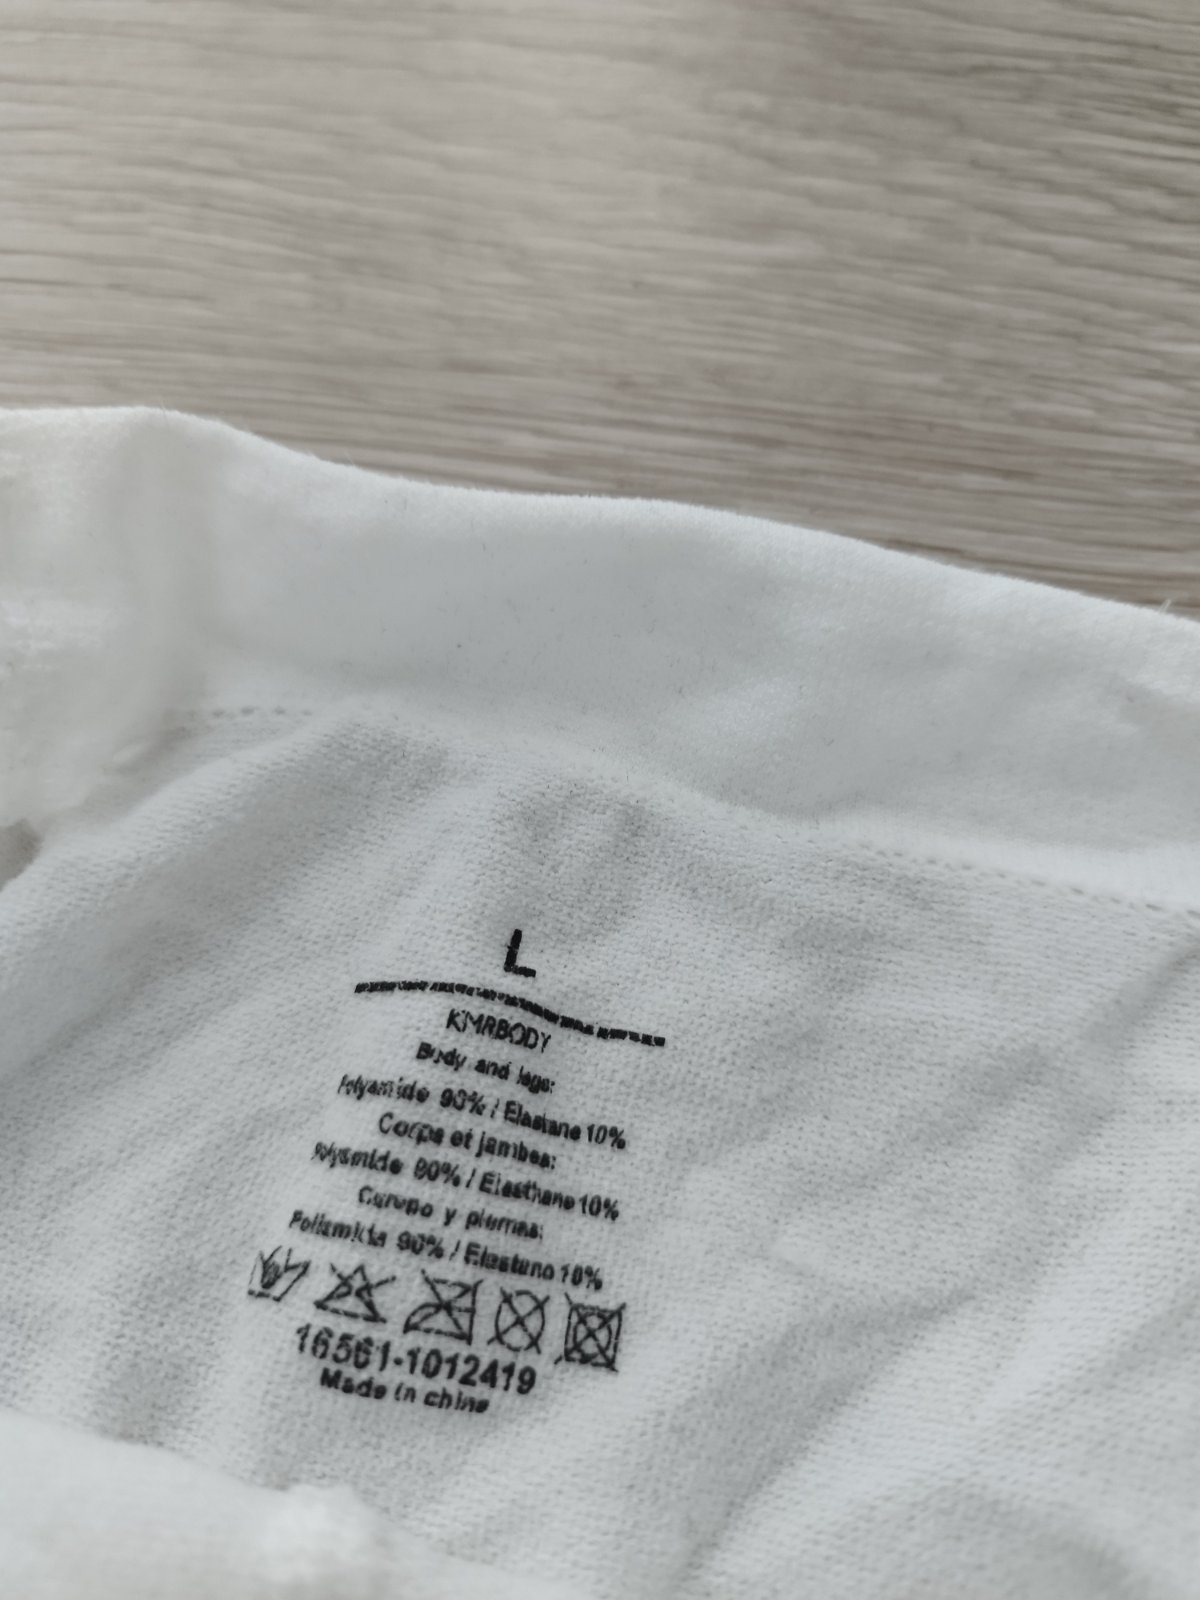 L
KMRBODY
Body and legs:
Polyamide 90% / Elastane 10%
Corps et jambes:
Polyamide 90% / Elasthane 10%
Cuerpo y piernas:
Poliamida 90% / Elastano 10%
16561-1012419
Made in china